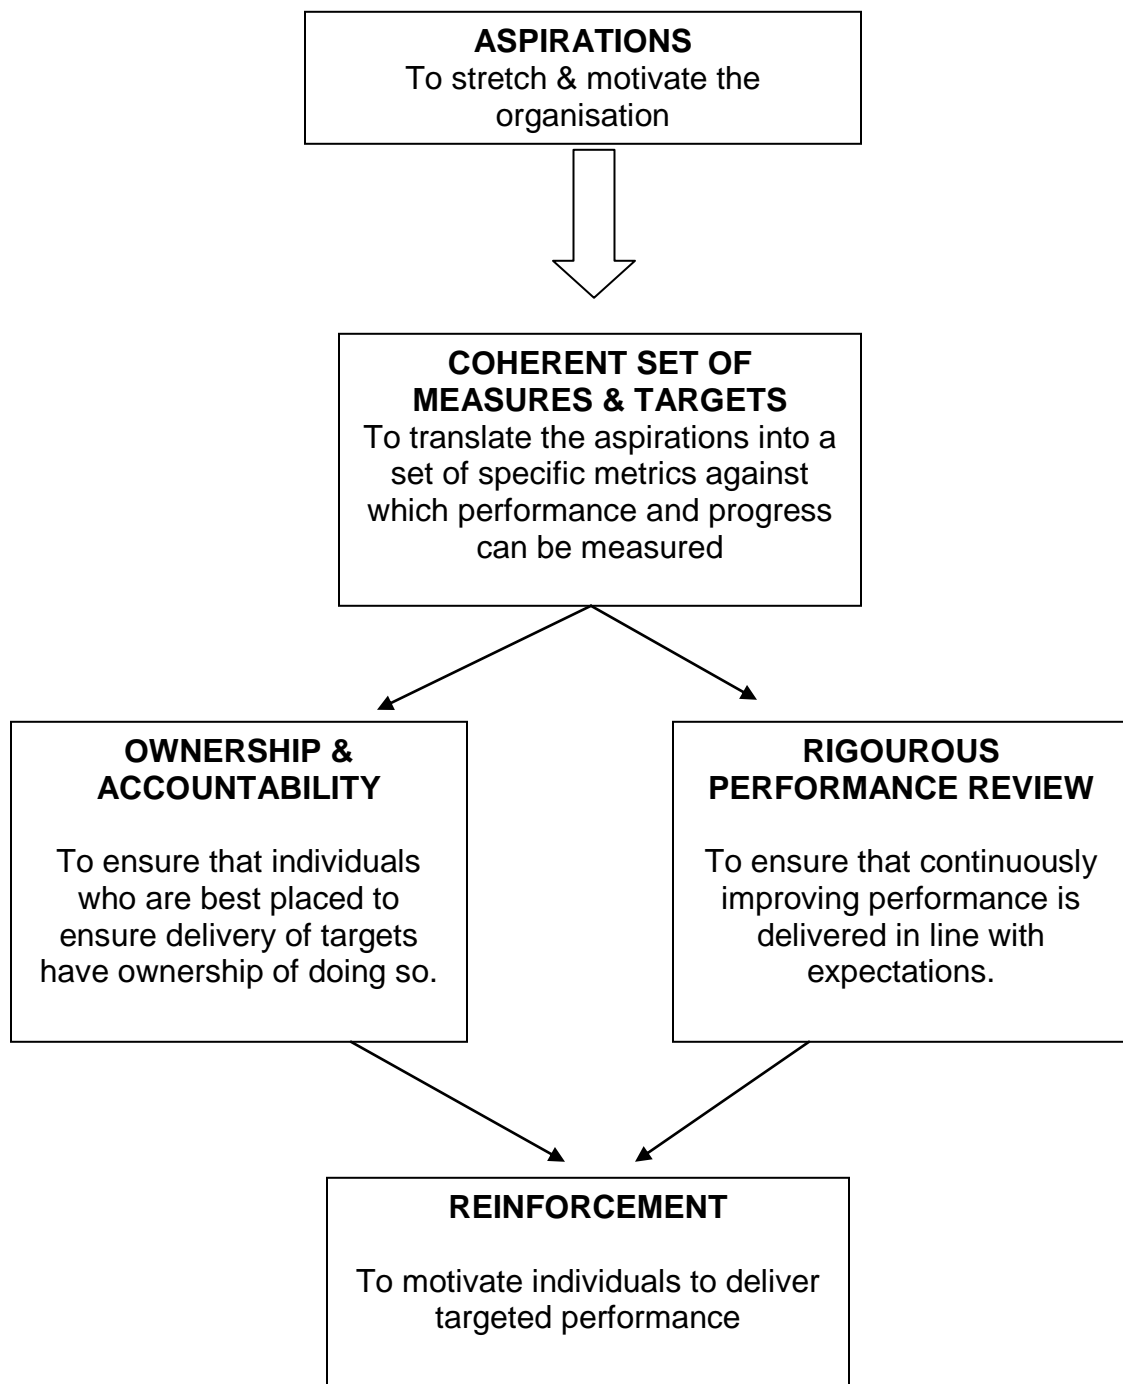 ASPIRATIONS
To stretch & motivate the
organisation
COHERENT SET OF
MEASURES & TARGETS
To translate the aspirations into a
set of specific metrics against
which performance and progress
can be measured
OWNERSHIP &
ACCOUNTABILITY
To ensure that individuals
who are best placed to
ensure delivery of targets
have ownership of doing so.
RIGOUROUS
PERFORMANCE REVIEW
To ensure that continuously
improving performance is
delivered in line with
expectations.
REINFORCEMENT
To motivate individuals to deliver
targeted performance